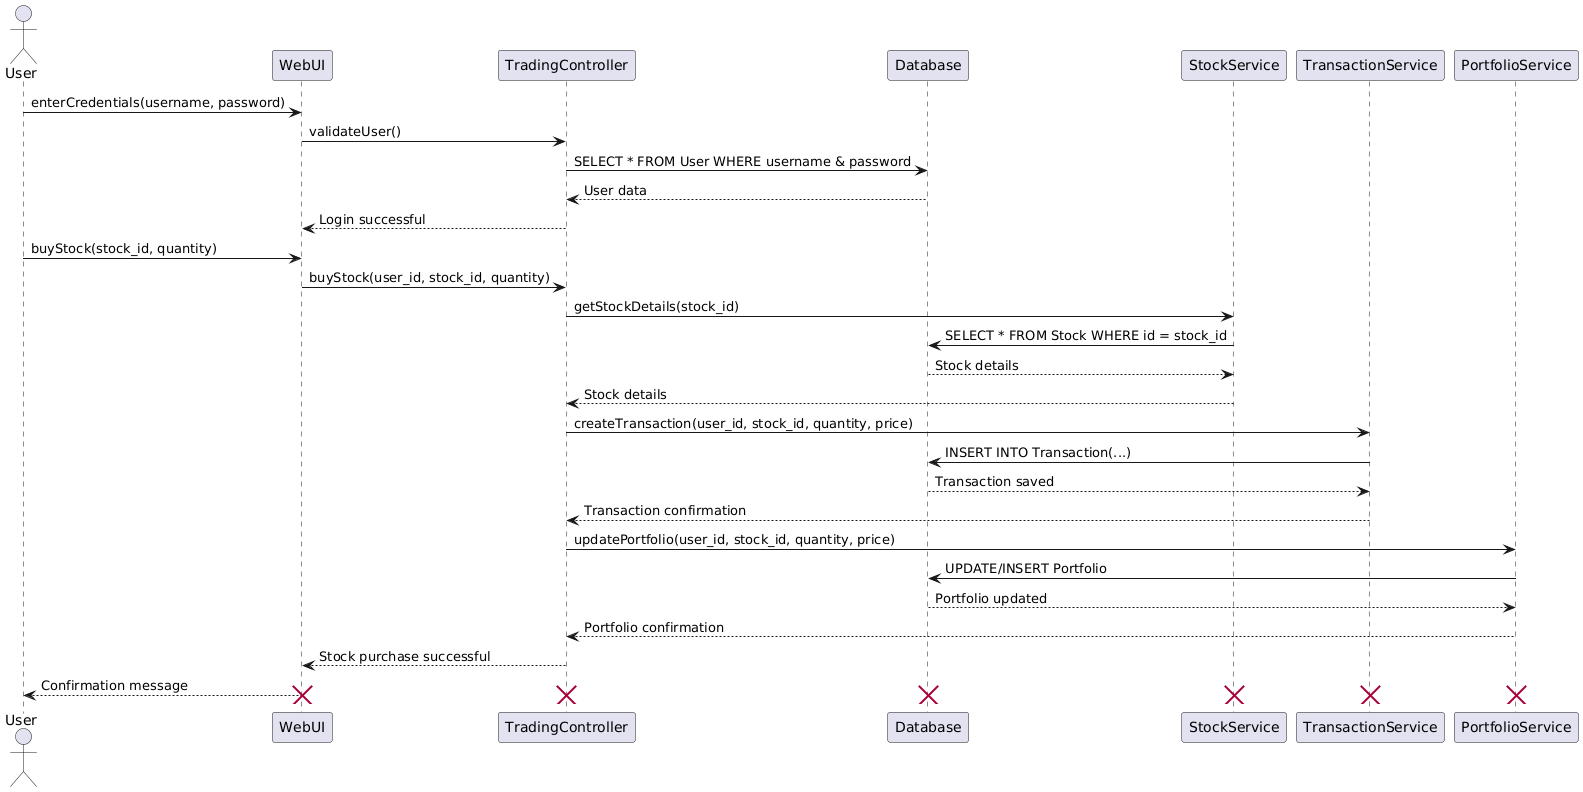 User
WebUI
TradingController
Database
StockService
TransactionService
PortfolioService
enterCredentials(username, password)
validateUser()
SELECT * FROM User WHERE username & password
User data
Login successful
buyStock(stock_id, quantity)
buyStock(user_id, stock_id, quantity)
getStockDetails(stock_id)
SELECT * FROM Stock WHERE id = stock_id
Stock details
Stock details
createTransaction(user_id, stock_id, quantity, price)
INSERT INTO Transaction(...)
Transaction saved
Transaction confirmation
updatePortfolio(user_id, stock_id, quantity, price)
UPDATE/INSERT Portfolio
Portfolio updated
Portfolio confirmation
Stock purchase successful
Confirmation message
User
WebUI
TradingController
Database
StockService
TransactionService
PortfolioService